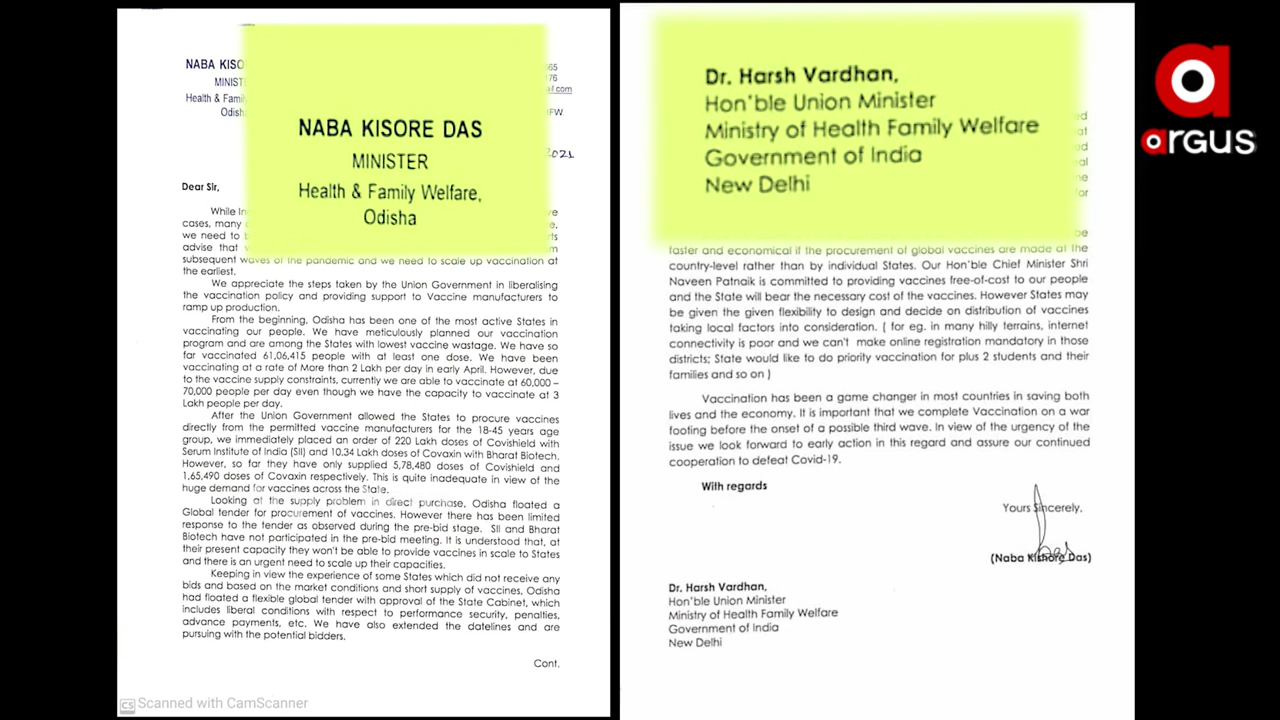 NABA KISO
MINIST
Health & Fami
Odish
65
76
l.com
FW
2021
NABA KISORE DAS
MINISTER
Health & Family Welfare,
Odisha
Dear Sir,
While In
ve
cases, many
e,
we need to b
rts
advise that
m
subsequent waves of the pandemic and we need to scale up vaccination at
the earliest.
We appreciate the steps taken by the Union Government in liberalising
the vaccination policy and providing support to Vaccine manufacturers to
ramp up production.
From the beginning, Odisha has been one of the most active States in
vaccinating our people. We have meticulously planned our vaccination
program and are among the States with lowest vaccine wastage. We have so
far vaccinated 61,06,415 people with at least one dose. We have been
vaccinating at a rate of More than 2 Lakh per day in early April. However, due
to the vaccine supply constraints, currently we are able to vaccinate at 60,000 –
70,000 people per day even though we have the capacity to vaccinate at 3
Lakh people per day.
After the Union Government allowed the States to procure vaccines
directly from the permitted vaccine manufacturers for the 18-45 years age
group, we immediately placed an order of 220 Lakh doses of Covishield with
Serum Institute of India (SII) and 10.34 Lakh doses of Covaxin with Bharat Biotech.
However, so far they have only supplied 5,78,480 doses of Covishield and
1,65,490 doses of Covaxin respectively. This is quite inadequate in view of the
huge demand for vaccines across the State.
Looking at the supply problem in direct purchase, Odisha floated a
Global tender for procurement of vaccines. However there has been limited
response to the tender as observed during the pre-bid stage. SII and Bharat
Biotech have not participated in the pre-bid meeting. It is understood that, at
their present capacity they won't be able to provide vaccines in scale to States
and there is an urgent need to scale up their capacities.
Keeping in view the experience of some States which did not receive any
bids and based on the market conditions and short supply of vaccines, Odisha
had floated a flexible global tender with approval of the State Cabinet, which
includes liberal conditions with respect to performance security, penalties,
advance payments, etc. We have also extended the datelines and are
pursuing with the potential bidders.
Cont.
CS Scanned with CamScanner
Dr. Harsh Vardhan,
Hon'ble Union Minister
Ministry of Health Family Welfare
Government of India
New Delhi
ed
at
ed
al
ne
for
be
faster and economical if the procurement of global vaccines are made at the
country-level rather than by individual States. Our Hon'ble Chief Minister Shri
Naveen Patnaik is committed to providing vaccines free-of-cost to our people
and the State will bear the necessary cost of the vaccines. However States may
be given the given flexibility to design and decide on distribution of vaccines
taking local factors into consideration. ( for eg. in many hilly terrains, internet
connectivity is poor and we can't make online registration mandatory in those
districts; State would like to do priority vaccination for plus 2 students and their
families and so on )
Vaccination has been a game changer in most countries in saving both
lives and the economy. It is important that we complete Vaccination on a war
footing before the onset of a possible third wave. In view of the urgency of the
issue we look forward to early action in this regard and assure our continued
cooperation to defeat Covid-19.
With regards
Yours Sincerely,
(Naba Kishore Das)
Dr. Harsh Vardhan,
Hon'ble Union Minister
Ministry of Health Family Welfare
Government of India
New Delhi
argus